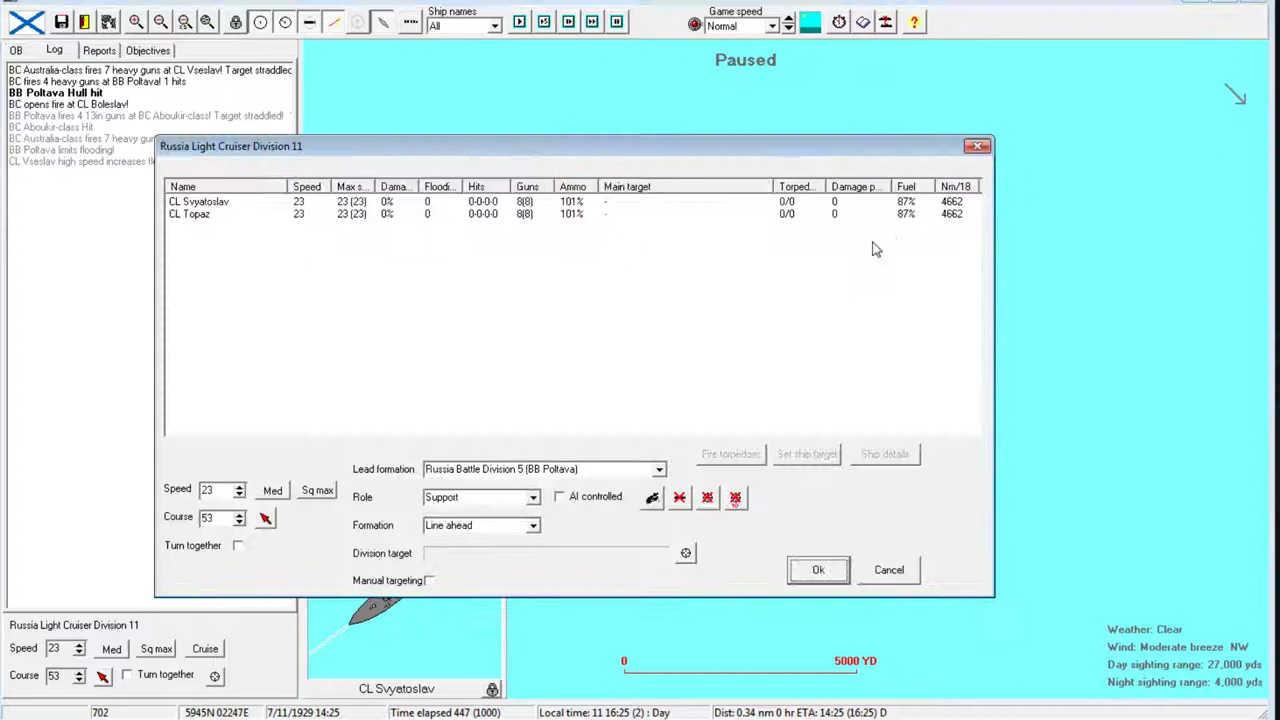 Ship names
Game speed
All
Normal
OB
Log
Reports
Objectives
BC Australia-class fires 7 heavy guns at CL Vseslav! Target straddled
BC fires 4 heavy guns at BB Poltava! 1 hits
BB Poltava Hull hit
BC opens fire at CL Boleslav!
BB Poltava fires 4 13in guns at BC Aboukir-class! Target straddled!
BC Aboukir-class Hit
BC Australia-class fires 7 heavy gu
BB Poltava limits flooding!
CL Vseslav high speed increases fl
Paused
Russia Light Cruiser Division 11
Name Speed Max s... Dama... Floodi... Hits Guns Ammo Main target Torped... Damage p... Fuel Nm/18
CL Svyatoslav 23 23 (23) 0% 0 0-0-0-0 8(8) 101% - 0/0 0 87% 4662
CL Topaz 23 23 (23) 0% 0 0-0-0-0 8(8) 101% - 0/0 0 87% 4662
Fire torpedoes
Set ship target
Ship details
Lead formation Russia Battle Division 5 (BB Poltava)
Speed 23 Med Sq max
Role Support AI controlled
Course 53
Formation Line ahead
Turn together
Division target
Manual targeting
Ok
Cancel
Russia Light Cruiser Division 11
Speed 23 Med Sq max Cruise
Course 53 Turn together
CL Svyatoslav
0 5000 YD
Weather: Clear
Wind: Moderate breeze NW
Day sighting range: 27,000 yds
Night sighting range: 4,000 yds
702 5945N 02247E 7/11/1929 14:25 Time elapsed 447 (1000) Local time: 11 16:25 (2) : Day Dist: 0.34 nm 0 hr ETA: 14:25 (16:25) D